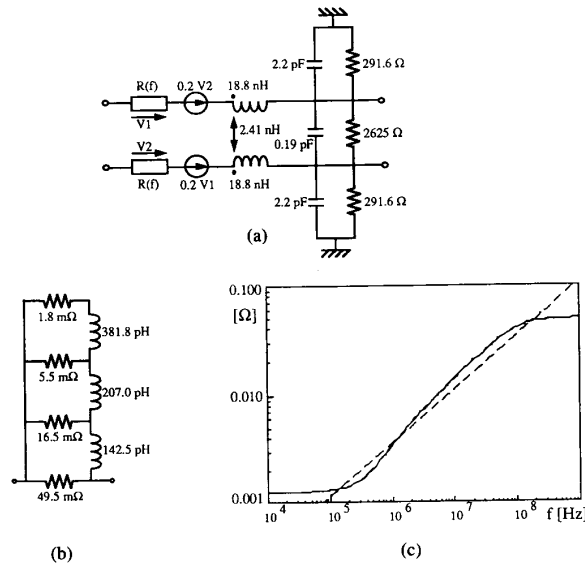 2.2 pF
291.6 Ω
R(f)
0.2 V2
18.8 nH
V1
2.41 nH
0.19 pF
2625 Ω
V2
R(f)
0.2 V1
18.8 nH
2.2 pF
291.6 Ω
(a)
1.8 mΩ
381.8 pH
5.5 mΩ
207.0 pH
16.5 mΩ
142.5 pH
49.5 mΩ
(b)
0.100
[Ω]
0.010
0.001
10^4 10^5 10^6 10^7 10^8 f [Hz]
(c)